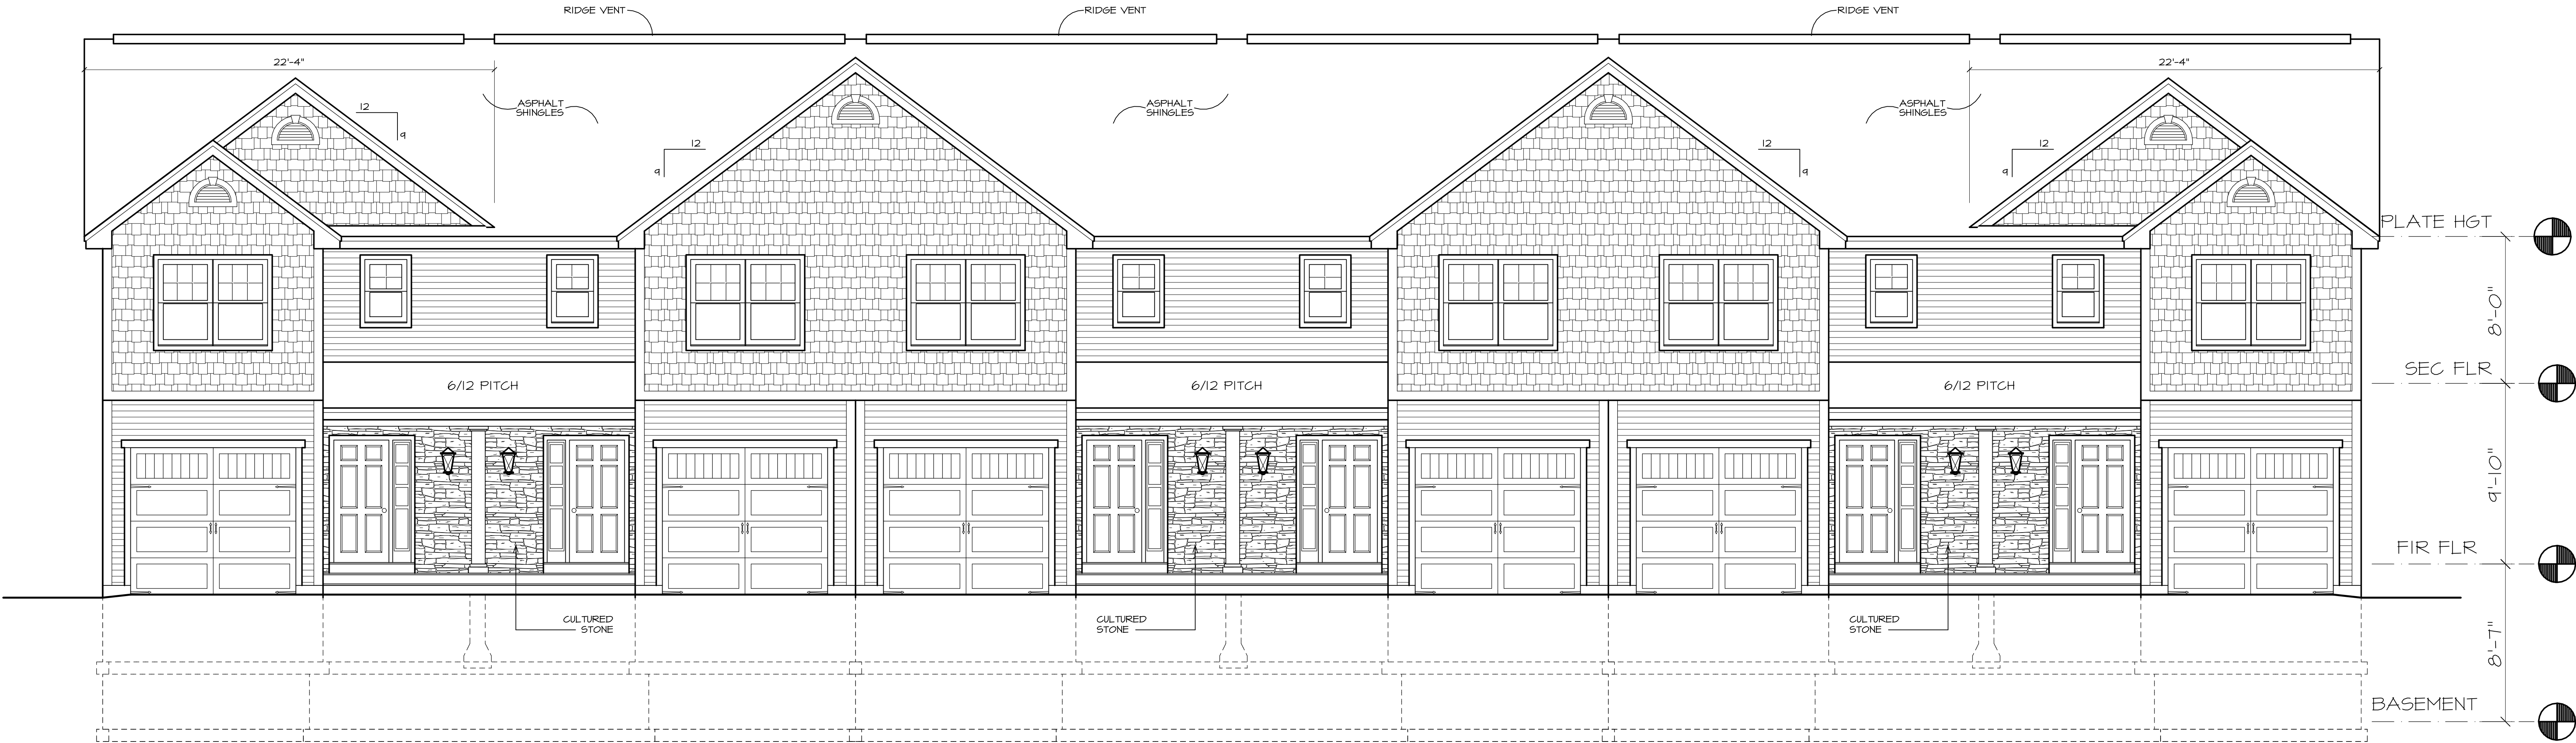 RIDGE VENT
RIDGE VENT
RIDGE VENT
22'-4"
22'-4"
ASPHALT
SHINGLES
ASPHALT
SHINGLES
ASPHALT
SHINGLES
12
9
12
9
12
9
12
9
PLATE HGT
8'-0"
SEC FLR
6/12 PITCH
6/12 PITCH
6/12 PITCH
9'-10"
FIR FLR
CULTURED
STONE
CULTURED
STONE
CULTURED
STONE
8'-7"
BASEMENT